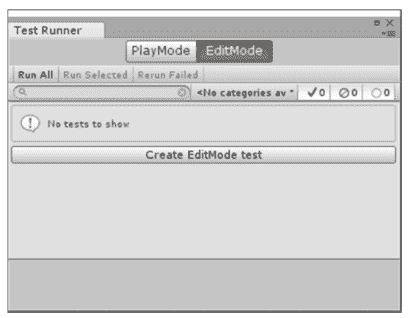 Test Runner
PlayMode EditMode
Run All Run Selected Rerun Failed
<No categories av 0 0 0
No tests to show
Create EditMode test